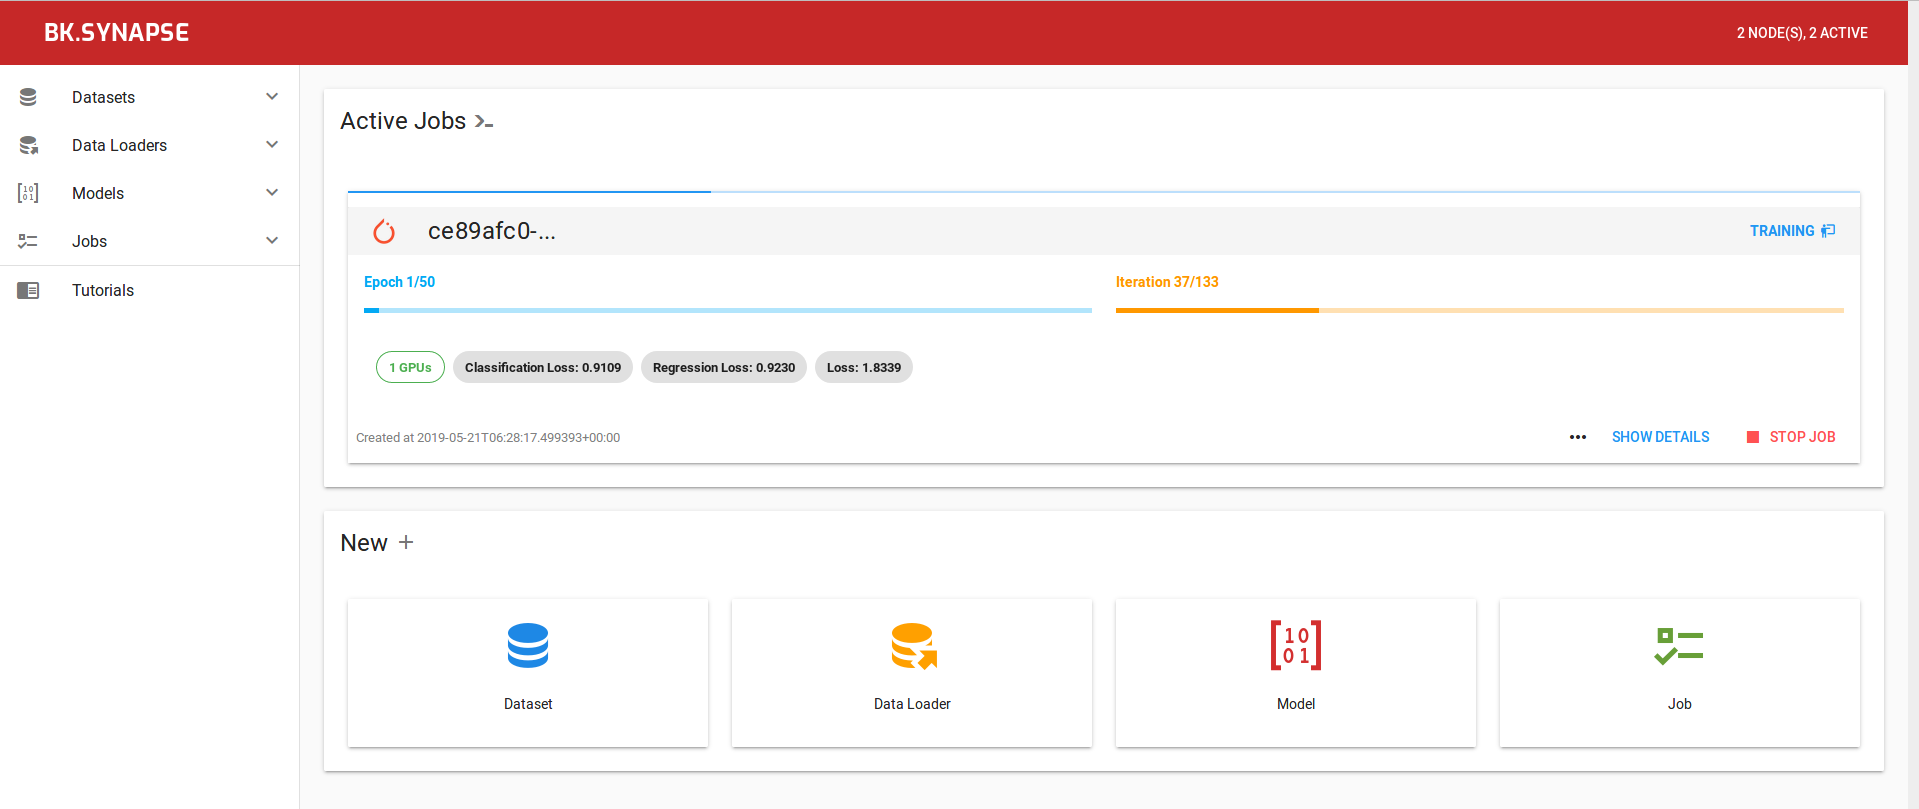 BK.SYNAPSE
2 NODE(S), 2 ACTIVE
Datasets
Data Loaders
Models
Jobs
Tutorials
Active Jobs
ce89afc0-...
TRAINING
Epoch 1/50
Iteration 37/133
1 GPUs
Classification Loss: 0.9109
Regression Loss: 0.9230
Loss: 1.8339
Created at 2019-05-21T06:28:17.499393+00:00
SHOW DETAILS
STOP JOB
New
Dataset
Data Loader
10
01
Model
Job